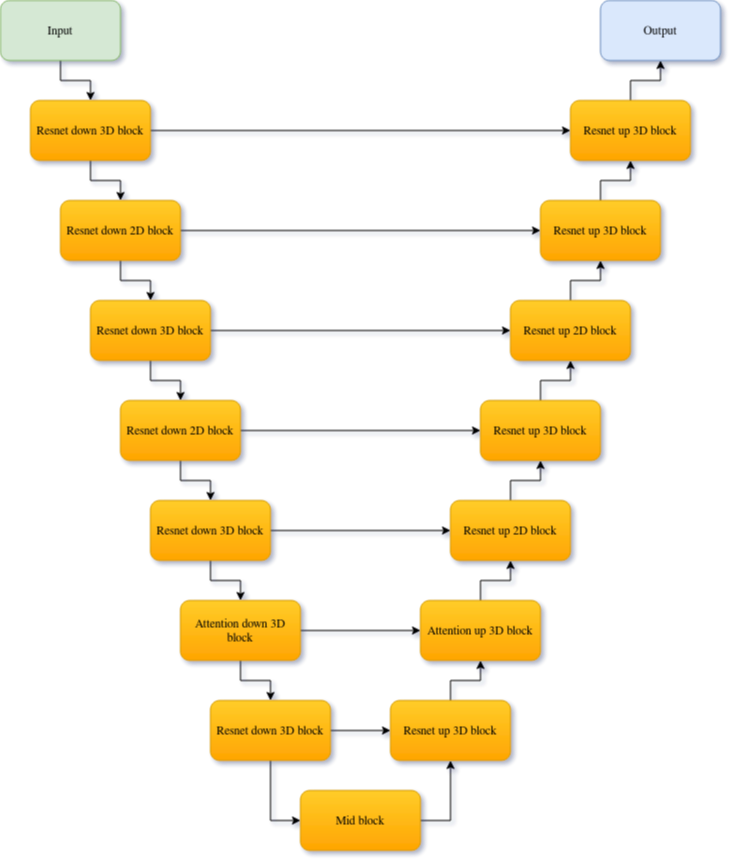 Input
Output
Resnet down 3D block
Resnet up 3D block
Resnet down 2D block
Resnet up 3D block
Resnet down 3D block
Resnet up 2D block
Resnet down 2D block
Resnet up 3D block
Resnet down 3D block
Resnet up 2D block
Attention down 3D
block
Attention up 3D block
Resnet down 3D block
Resnet up 3D block
Mid block